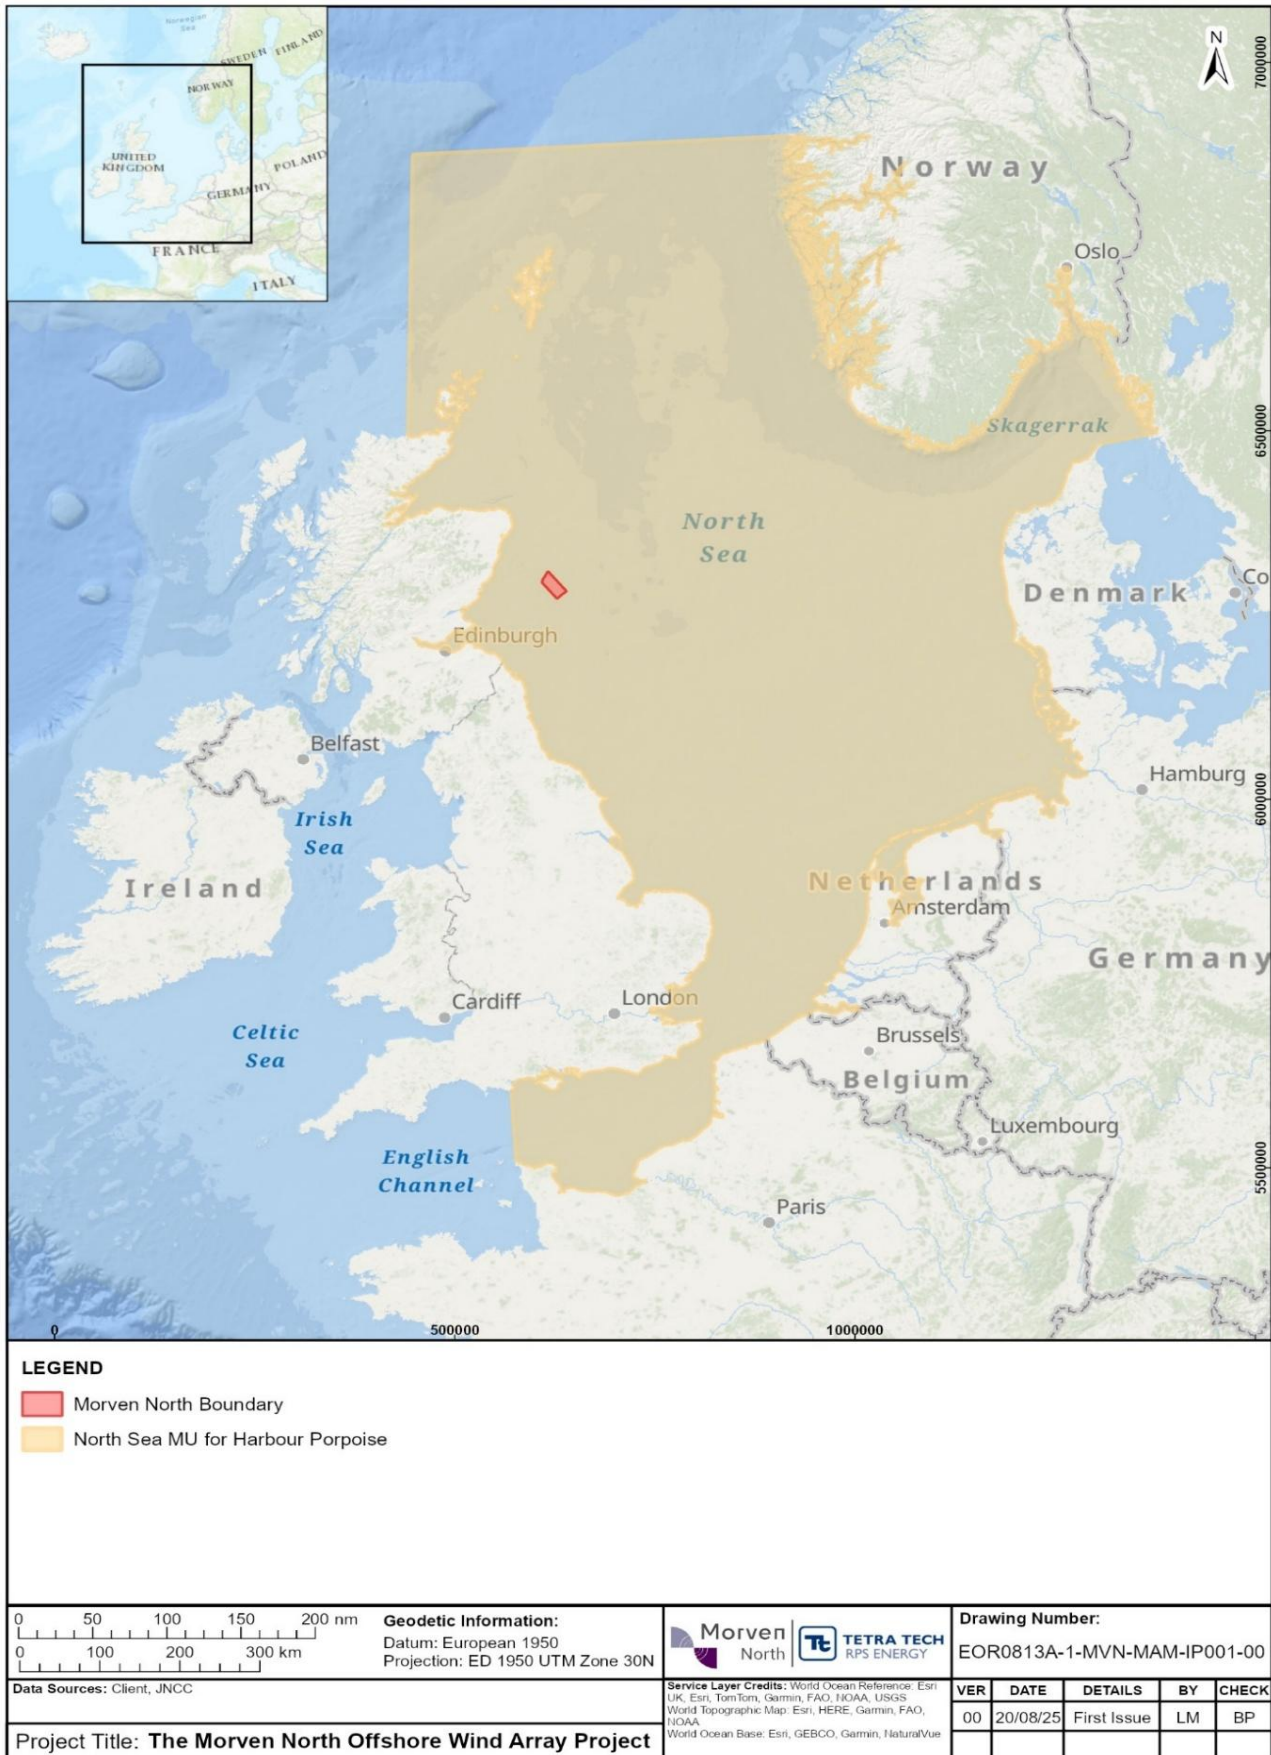 Norwegian
Sea
SWEDEN
FINLAND
NORWAY
UNITED
KINGDOM
POLAND
GERMANY
FRANCE
ITALY
N
7000000
Norway
Oslo
Skagerrak
6500000
North
Sea
Denmark
Co
Edinburgh
Belfast
Hamburg
Irish
Sea
6000000
Ireland
Netherlands
Amsterdam
Germany
Cardiff
London
Celtic
Sea
Brussels
Belgium
Luxembourg
English
Channel
5500000
Paris
0 500000 1000000
LEGEND
Morven North Boundary
North Sea MU for Harbour Porpoise
0 50 100 150 200 nm
0 100 200 300 km
Geodetic Information:
Datum: European 1950
Projection: ED 1950 UTM Zone 30N
Morven
North
Tt TETRA TECH
RPS ENERGY
Drawing Number:
EOR0813A-1-MVN-MAM-IP001-00
Data Sources: Client, JNCC
Service Layer Credits: World Ocean Reference: Esri
UK, Esri, TomTom, Garmin, FAO, NOAA, USGS
World Topographic Map: Esri, HERE, Garmin, FAO,
NOAA
World Ocean Base: Esri, GEBCO, Garmin, NaturalVue
VER DATE DETAILS BY CHECK
00 20/08/25 First Issue LM BP
Project Title: The Morven North Offshore Wind Array Project